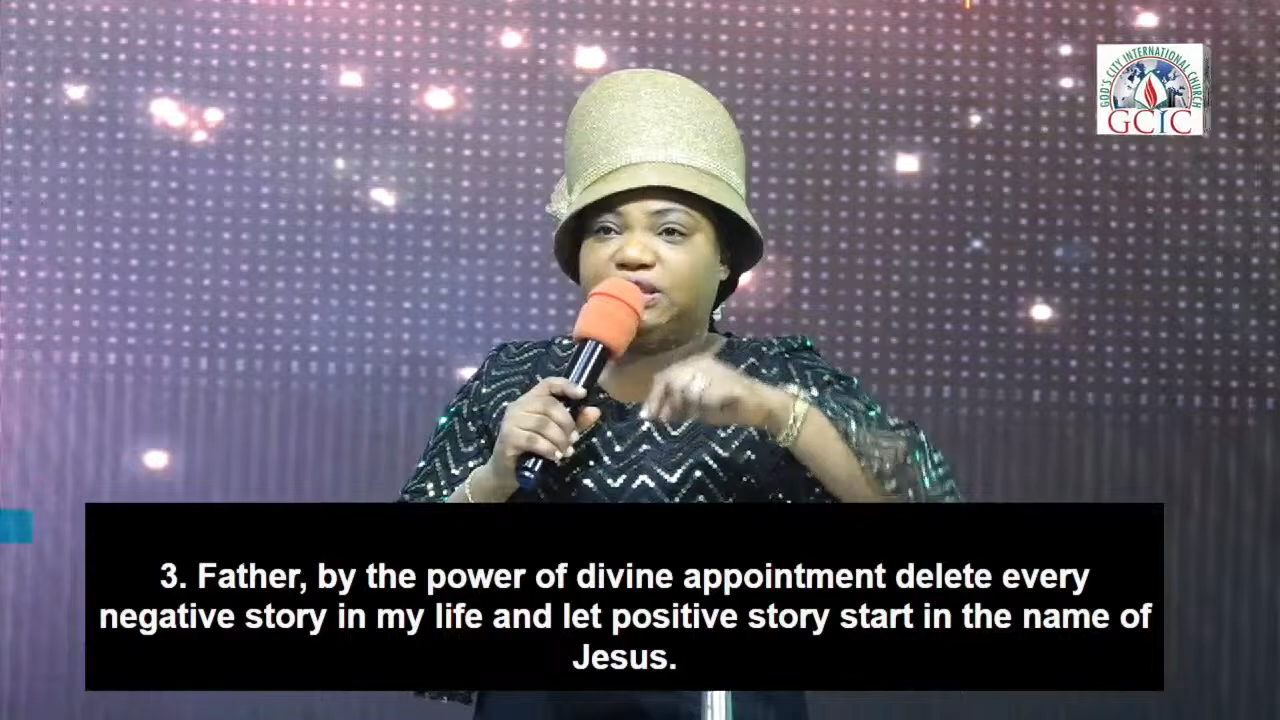 GOD'S CITY INTERNATIONAL CHURCH
GCIC
3. Father, by the power of divine appointment delete every
negative story in my life and let positive story start in the name of
Jesus.